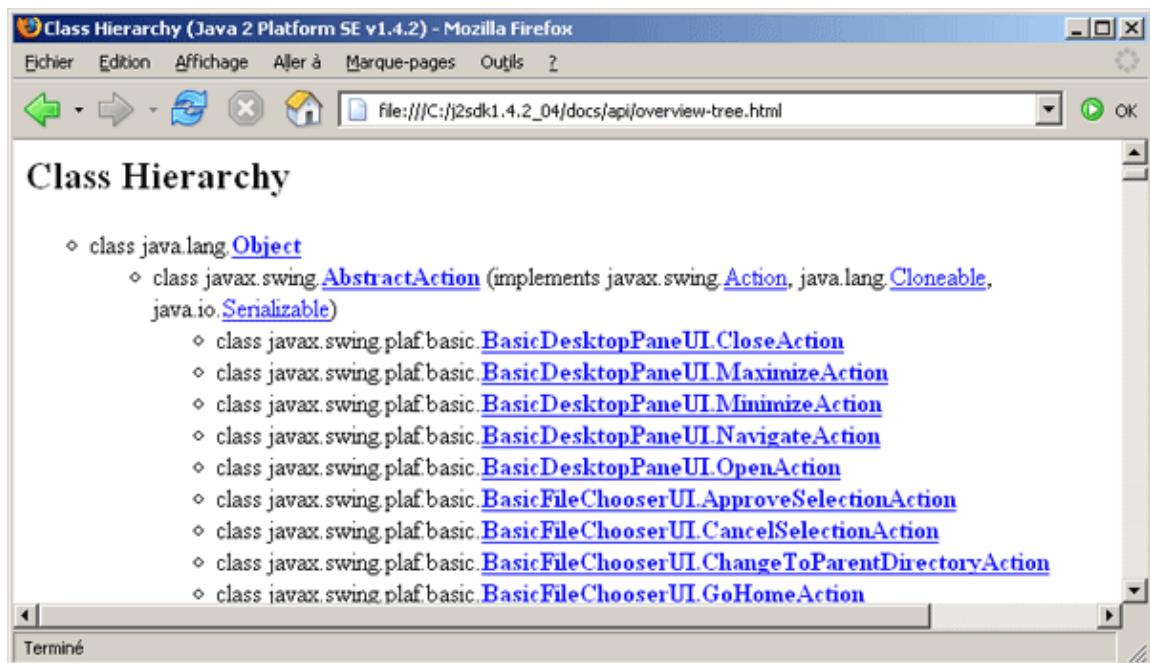 Class Hierarchy (Java 2 Platform SE v1.4.2) - Mozilla Firefox
Fichier Edition Affichage Aller à Marque-pages Outils ?
file:///C:/j2sdk1.4.2_04/docs/api/overview-tree.html OK
Class Hierarchy
class java.lang.Object
class javax.swing.AbstractAction (implements javax.swing.Action, java.lang.Cloneable,
java.io.Serializable)
class javax.swing.plaf.basic.BasicDesktopPaneUI.CloseAction
class javax.swing.plaf.basic.BasicDesktopPaneUI.MaximizeAction
class javax.swing.plaf.basic.BasicDesktopPaneUI.MinimizeAction
class javax.swing.plaf.basic.BasicDesktopPaneUI.NavigateAction
class javax.swing.plaf.basic.BasicDesktopPaneUI.OpenAction
class javax.swing.plaf.basic.BasicFileChooserUI.ApproveSelectionAction
class javax.swing.plaf.basic.BasicFileChooserUI.CancelSelectionAction
class javax.swing.plaf.basic.BasicFileChooserUI.ChangeToParentDirectoryAction
class javax.swing.plaf.basic.BasicFileChooserUI.GoHomeAction
Terminé